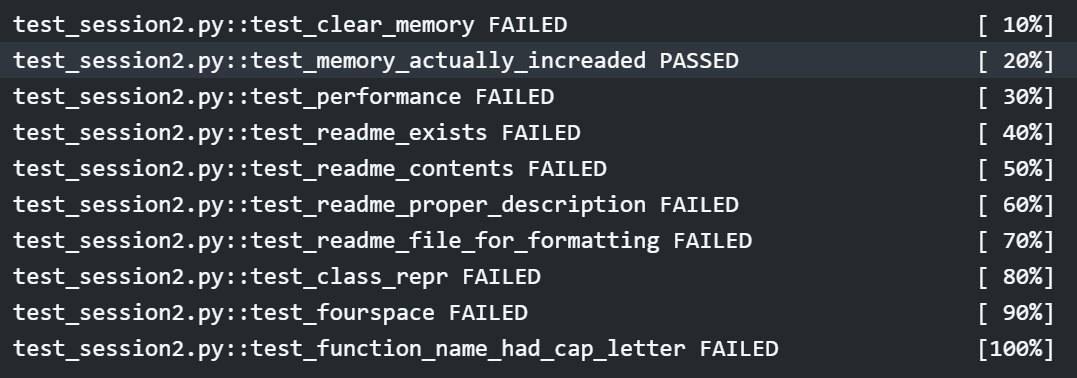 test_session2.py::test_clear_memory FAILED [ 10%]
test_session2.py::test_memory_actually_increaded PASSED [ 20%]
test_session2.py::test_performance FAILED [ 30%]
test_session2.py::test_readme_exists FAILED [ 40%]
test_session2.py::test_readme_contents FAILED [ 50%]
test_session2.py::test_readme_proper_description FAILED [ 60%]
test_session2.py::test_readme_file_for_formatting FAILED [ 70%]
test_session2.py::test_class_repr FAILED [ 80%]
test_session2.py::test_fourspace FAILED [ 90%]
test_session2.py::test_function_name_had_cap_letter FAILED [100%]